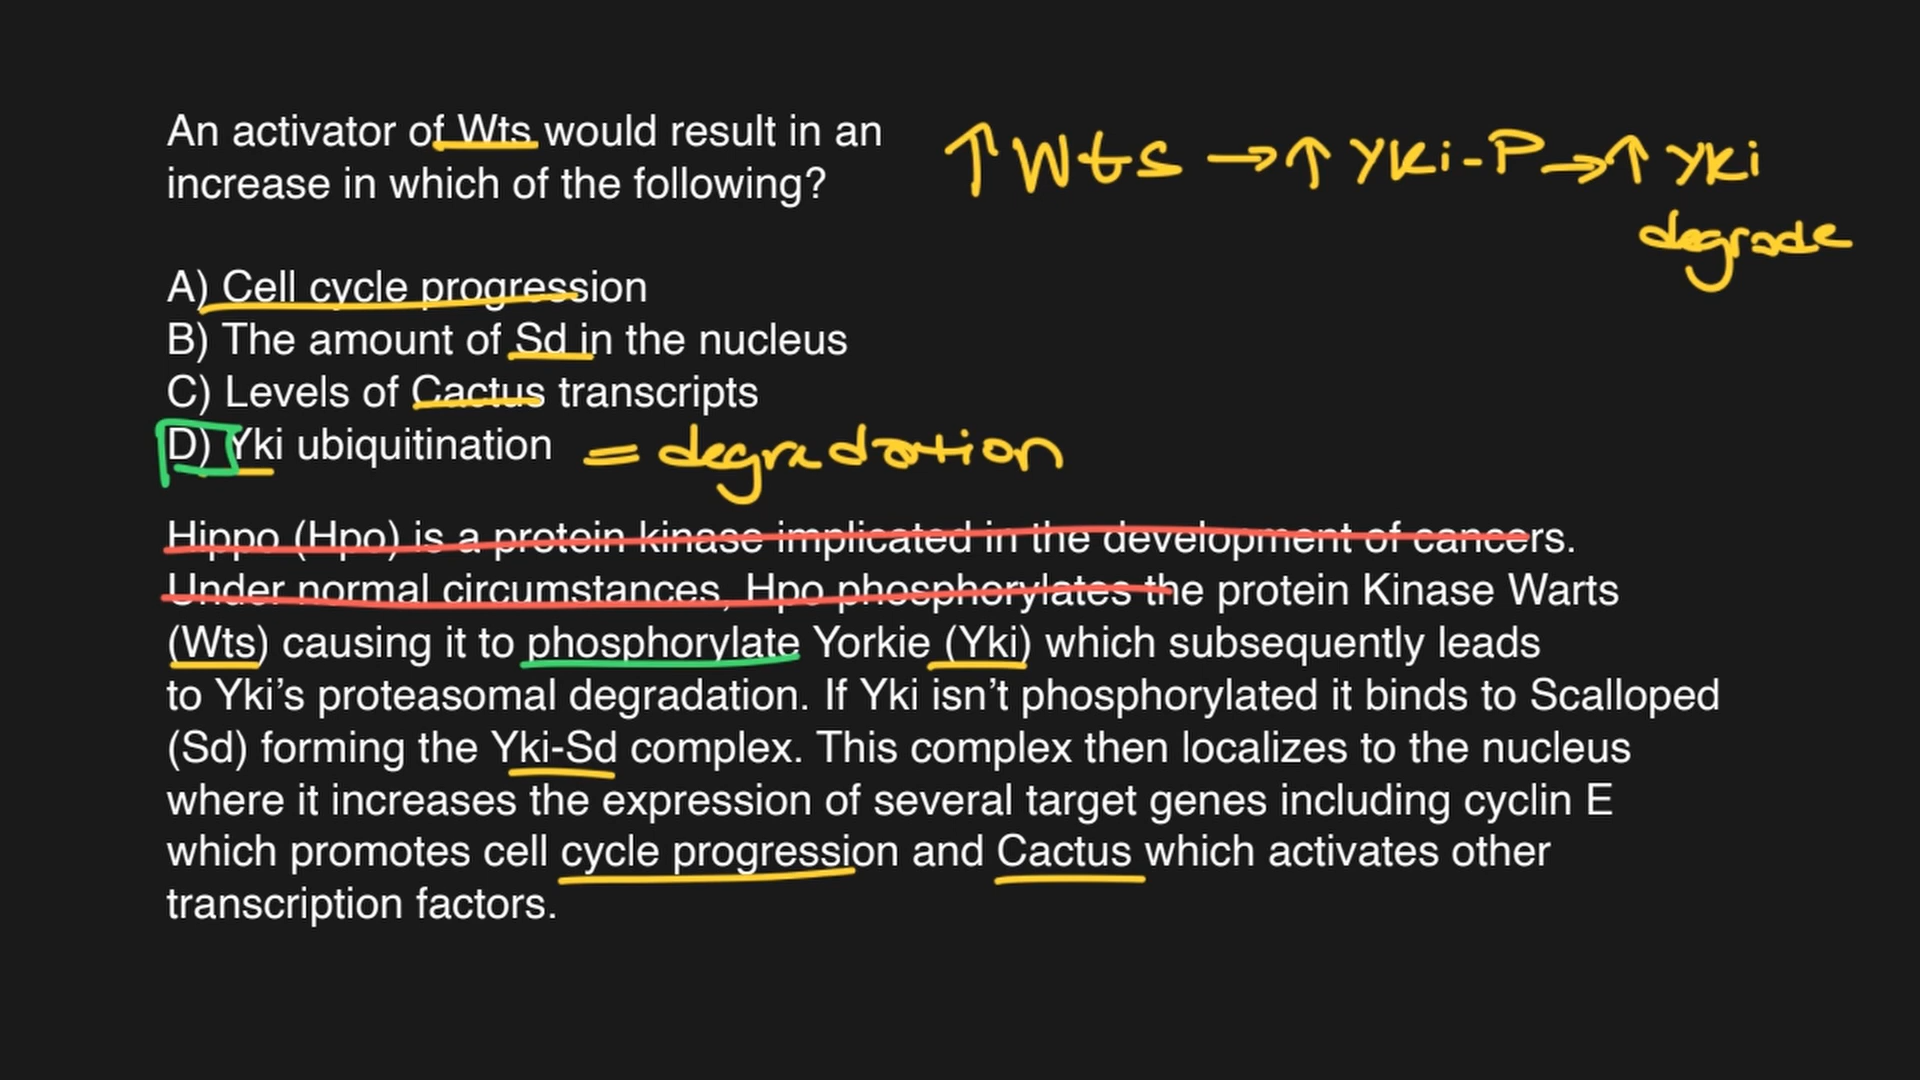 An activator of Wts would result in an
increase in which of the following?
↑ Wts → ↑ Yki-P → ↑ Yki
degrade
A) Cell cycle progression
B) The amount of Sd in the nucleus
C) Levels of Cactus transcripts
D) Yki ubiquitination = degradation
Hippo (Hpo) is a protein kinase implicated in the development of cancers.
Under normal circumstances, Hpo phosphorylates the protein Kinase Warts
(Wts) causing it to phosphorylate Yorkie (Yki) which subsequently leads
to Yki’s proteasomal degradation. If Yki isn’t phosphorylated it binds to Scalloped
(Sd) forming the Yki-Sd complex. This complex then localizes to the nucleus
where it increases the expression of several target genes including cyclin E
which promotes cell cycle progression and Cactus which activates other
transcription factors.